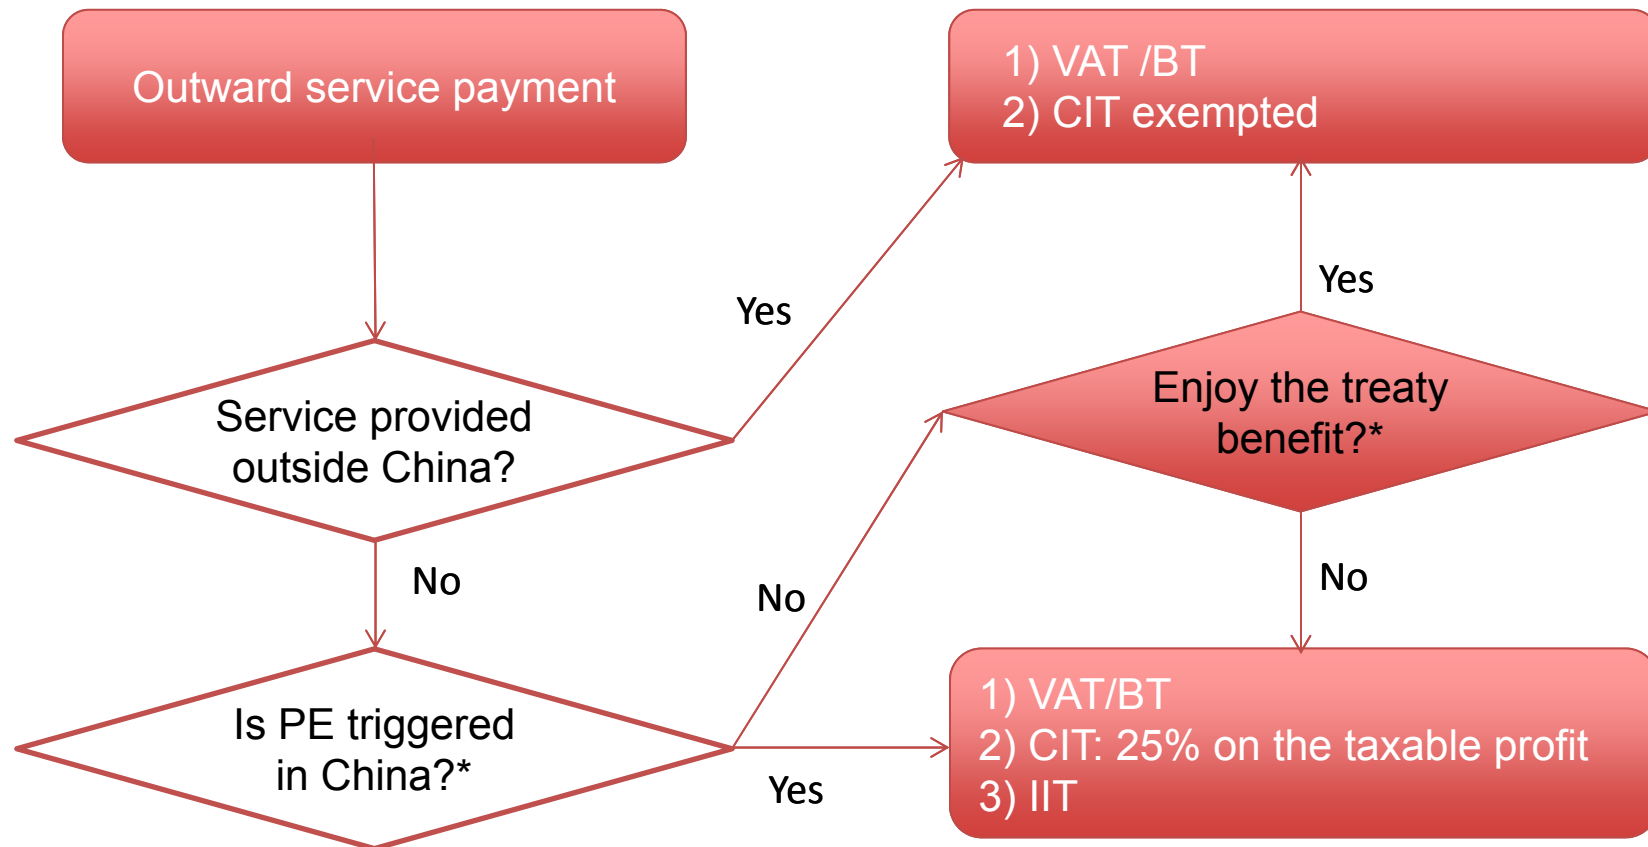 Outward service payment
1) VAT /BT
2) CIT exempted
Yes
Yes
Service provided
outside China?
Enjoy the treaty
benefit?*
No
No
No
Is PE triggered
in China?*
Yes
1) VAT/BT
2) CIT: 25% on the taxable profit
3) IIT